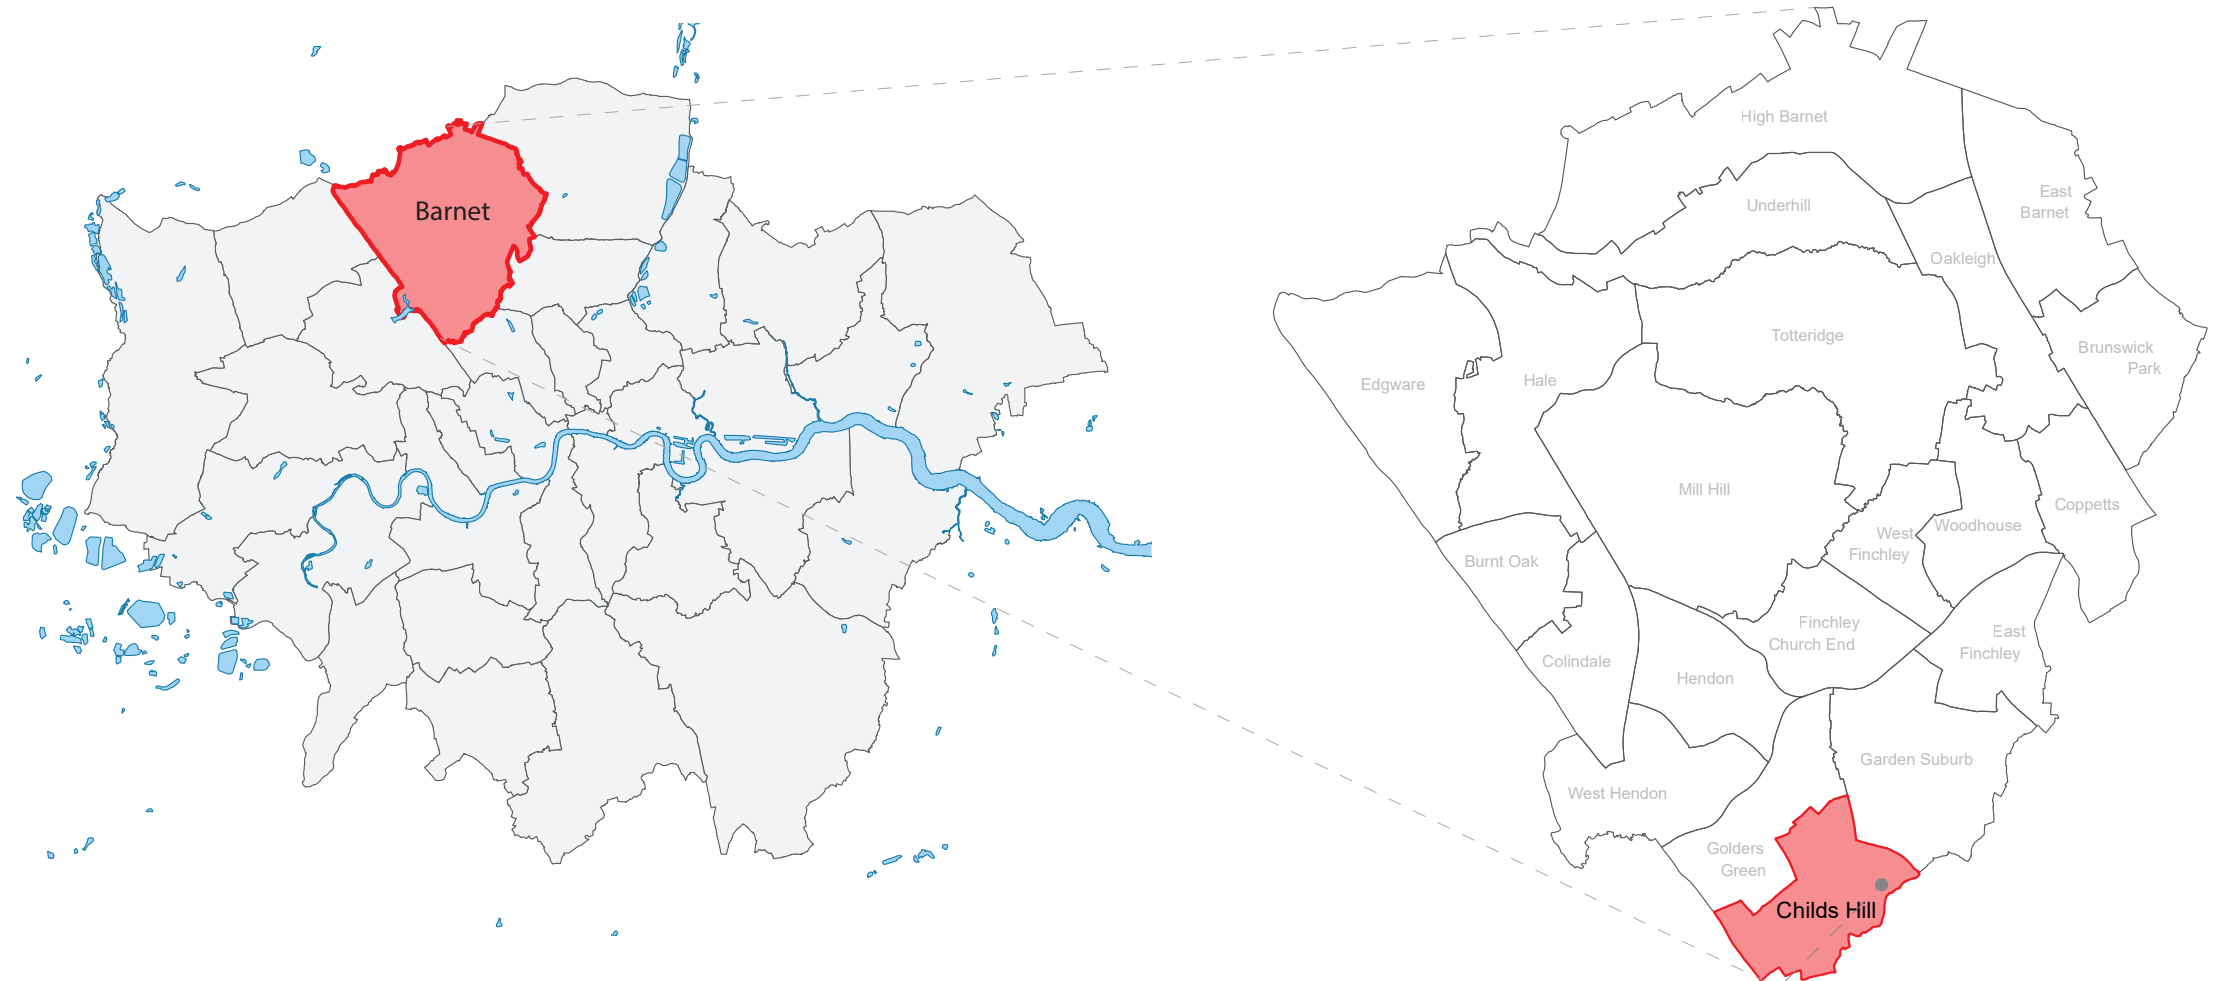 Barnet
High Barnet
East
Barnet
Underhill
Oakleigh
Totteridge
Brunswick
Park
Edgware
Hale
Mill Hill
Coppetts
Woodhouse
West
Finchley
Burnt Oak
Finchley
Church End
East
Finchley
Colindale
Hendon
Garden Suburb
West Hendon
Golders
Green
Childs Hill